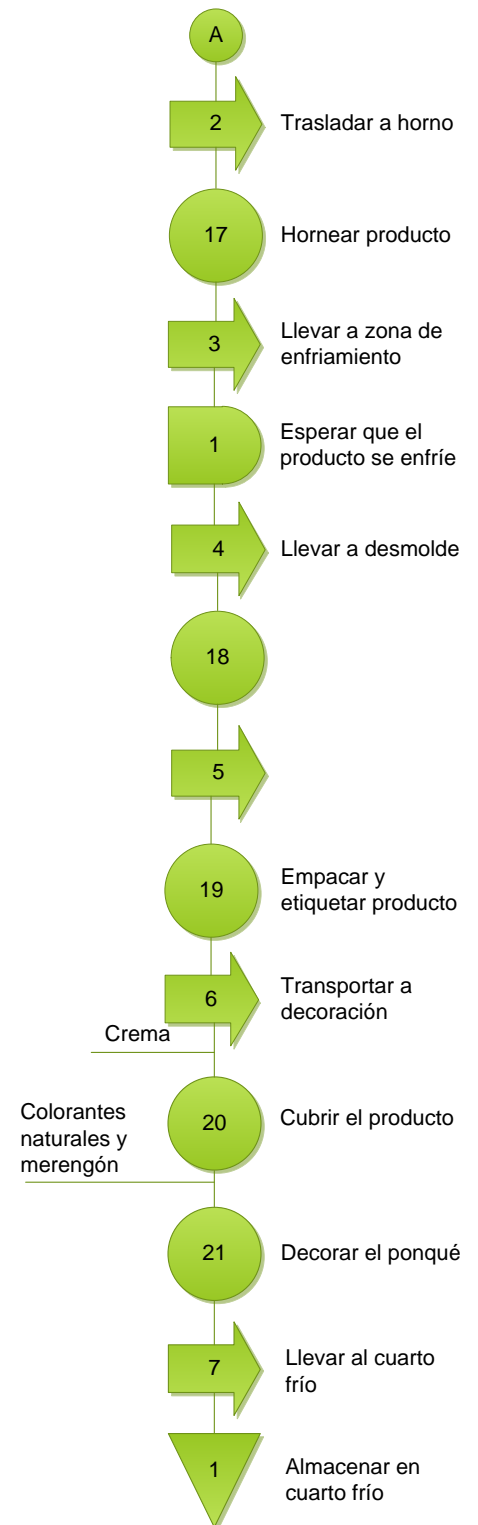 A
2
Trasladar a horno
17
Hornear producto
3
Llevar a zona de
enfriamiento
1
Esperar que el
producto se enfríe
4
Llevar a desmolde
18
5
19
Empacar y
etiquetar producto
6
Transportar a
decoración
Crema
20
Cubrir el producto
Colorantes
naturales y
merengón
21
Decorar el ponqué
7
Llevar al cuarto
frío
1
Almacenar en
cuarto frío